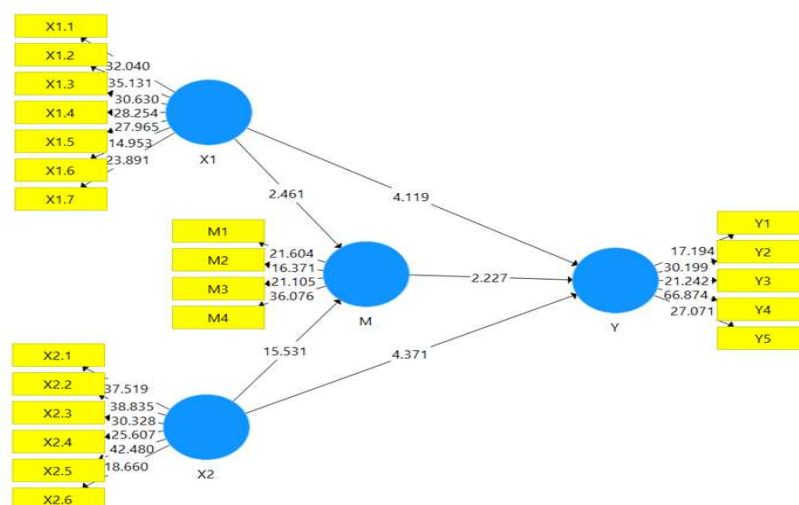 X1.1
X1.2
X1.3
X1.4
X1.5
X1.6
X1.7
32.040
35.131
30.630
28.254
27.965
14.953
23.891
X1
2.461
4.119
M1
M2
M3
M4
21.604
16.371
21.105
36.076
M
2.227
15.531
4.371
Y
17.194
30.199
21.242
66.874
27.071
Y1
Y2
Y3
Y4
Y5
X2.1
X2.2
X2.3
X2.4
X2.5
X2.6
37.519
38.835
30.328
25.607
42.480
18.660
X2